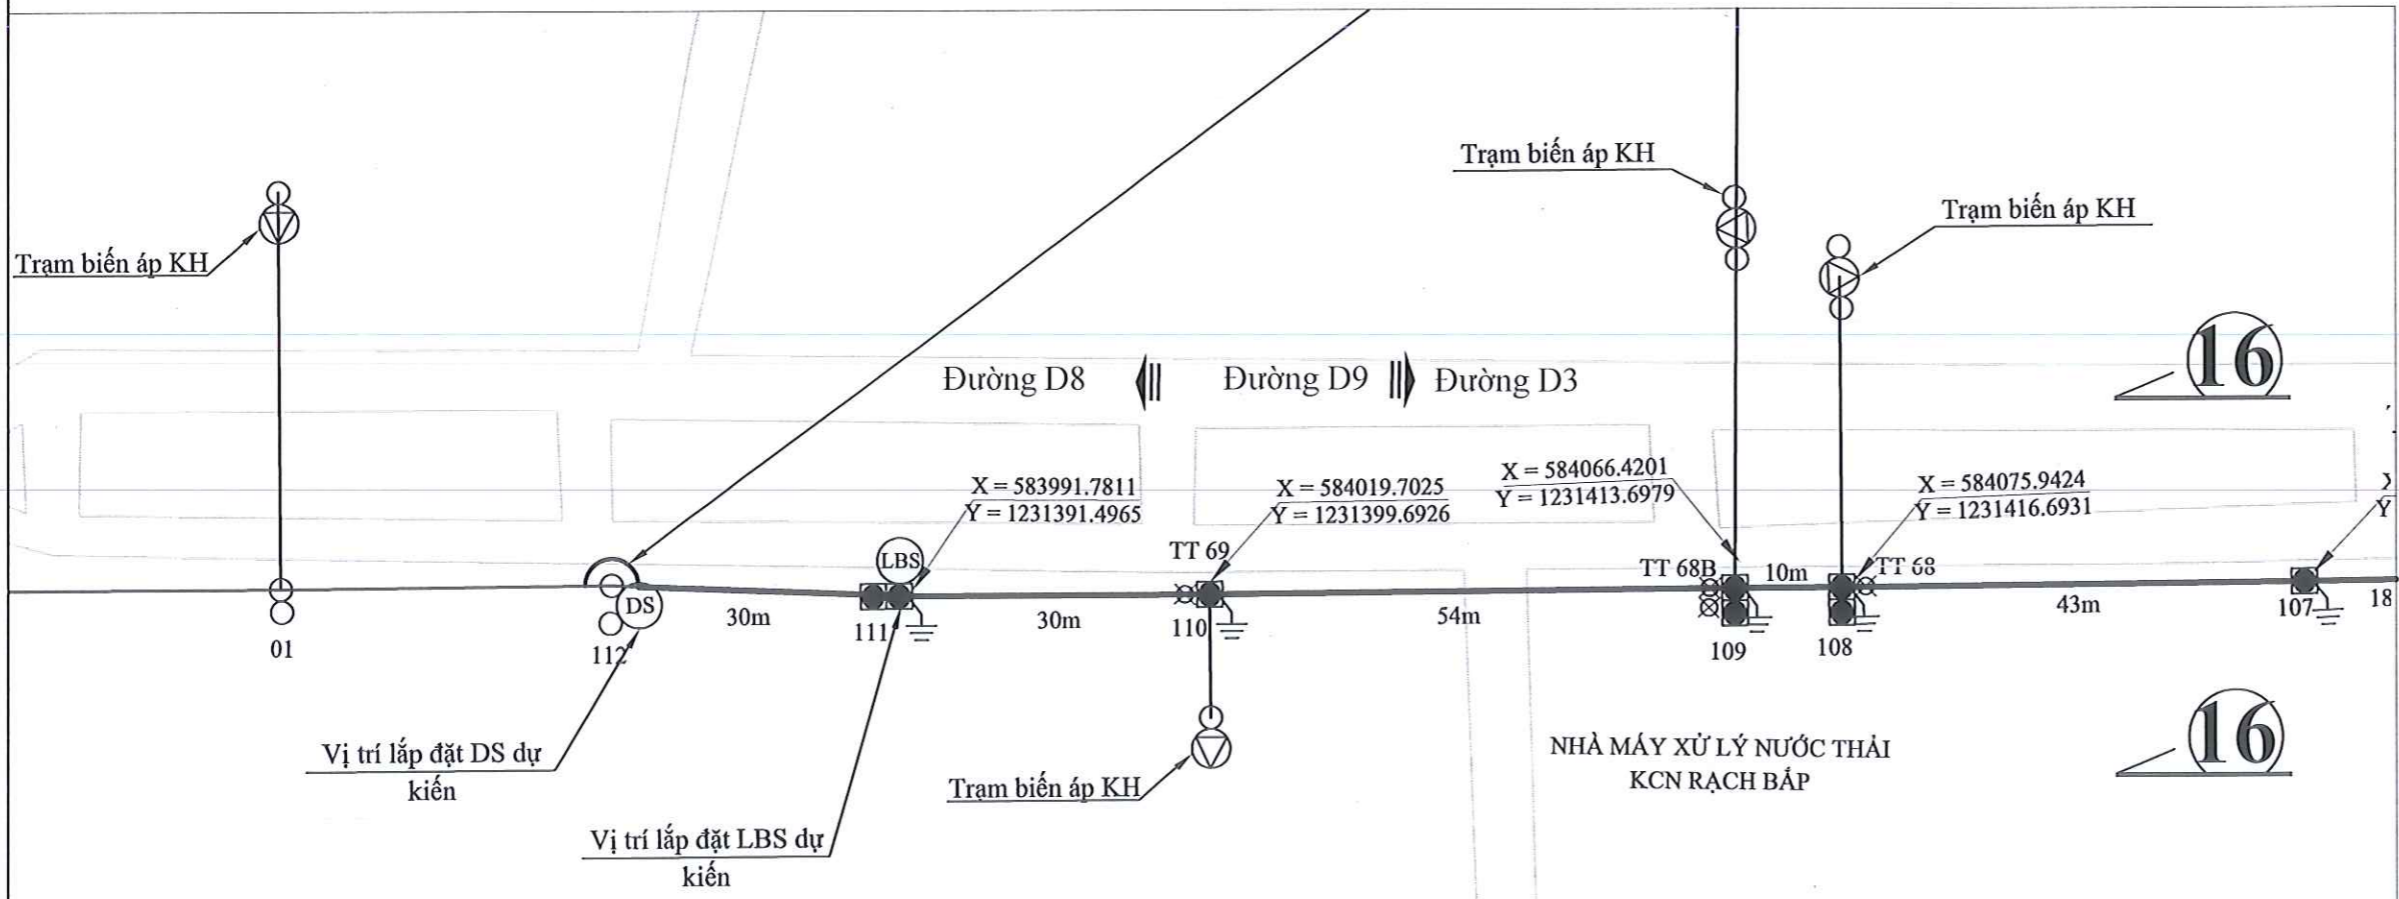 Trạm biến áp KH
Trạm biến áp KH
Trạm biến áp KH
16
Đường D8
Đường D9
Đường D3
X = 583991.7811
Y = 1231391.4965
X = 584019.7025
Y = 1231399.6926
X = 584066.4201
Y = 1231413.6979
X = 584075.9424
Y = 1231416.6931
Y
LBS
TT 69
TT 68B
10m
TT 68
DS
30m
30m
54m
43m
18
01
112
111
110
109
108
107
Vị trí lắp đặt DS dự
kiến
Trạm biến áp KH
Vị trí lắp đặt LBS dự
kiến
NHÀ MÁY XỬ LÝ NƯỚC THẢI
KCN RẠCH BẮP
16